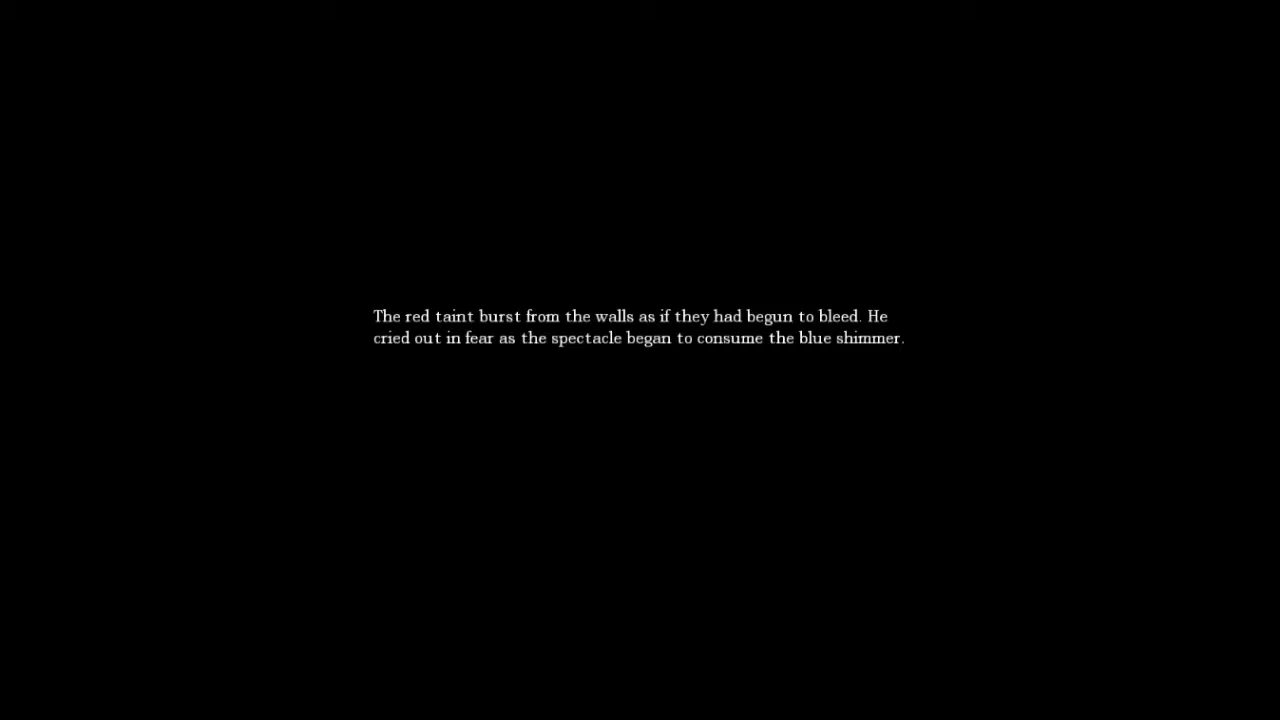 The red taint burst from the walls as if they had begun to bleed. He
cried out in fear as the spectacle began to consume the blue shimmer.